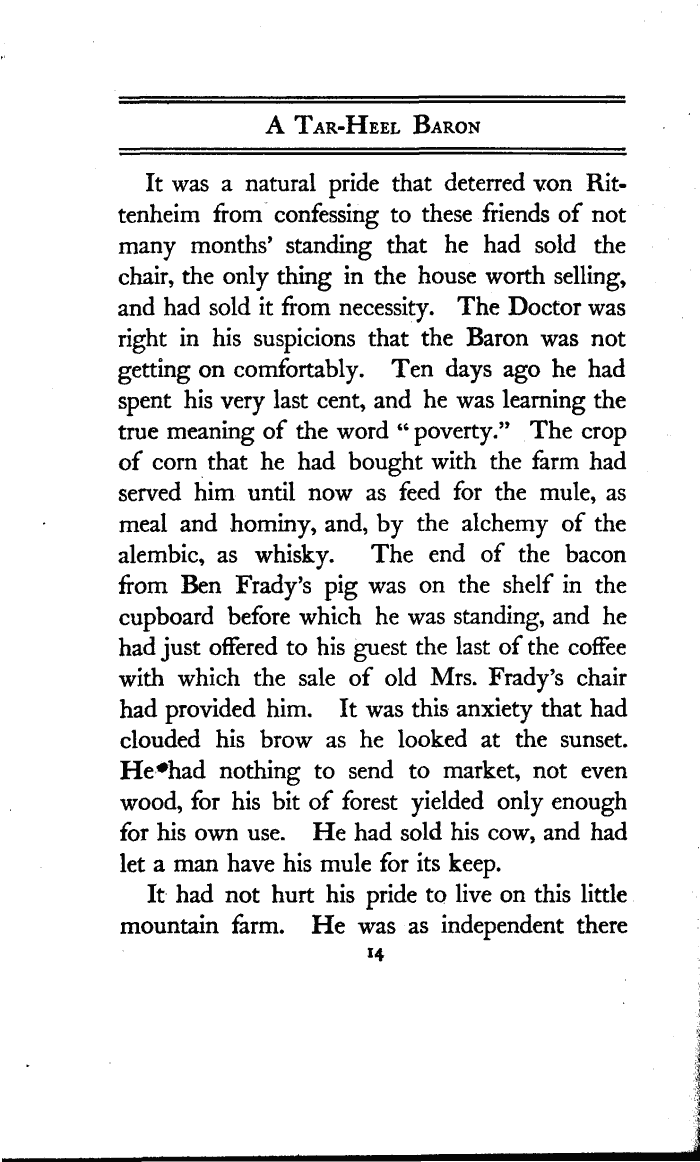 A Tar-Heel Baron
It was a natural pride that deterred von Rit-
tenheim from confessing to these friends of not
many months' standing that he had sold the
chair, the only thing in the house worth selling,
and had sold it from necessity. The Doctor was
right in his suspicions that the Baron was not
getting on comfortably. Ten days ago he had
spent his very last cent, and he was learning the
true meaning of the word "poverty." The crop
of corn that he had bought with the farm had
served him until now as feed for the mule, as
meal and hominy, and, by the alchemy of the
alembic, as whisky. The end of the bacon
from Ben Frady's pig was on the shelf in the
cupboard before which he was standing, and he
had just offered to his guest the last of the coffee
with which the sale of old Mrs. Frady's chair
had provided him. It was this anxiety that had
clouded his brow as he looked at the sunset.
He had nothing to send to market, not even
wood, for his bit of forest yielded only enough
for his own use. He had sold his cow, and had
let a man have his mule for its keep.
It had not hurt his pride to live on this little
mountain farm. He was as independent there
14